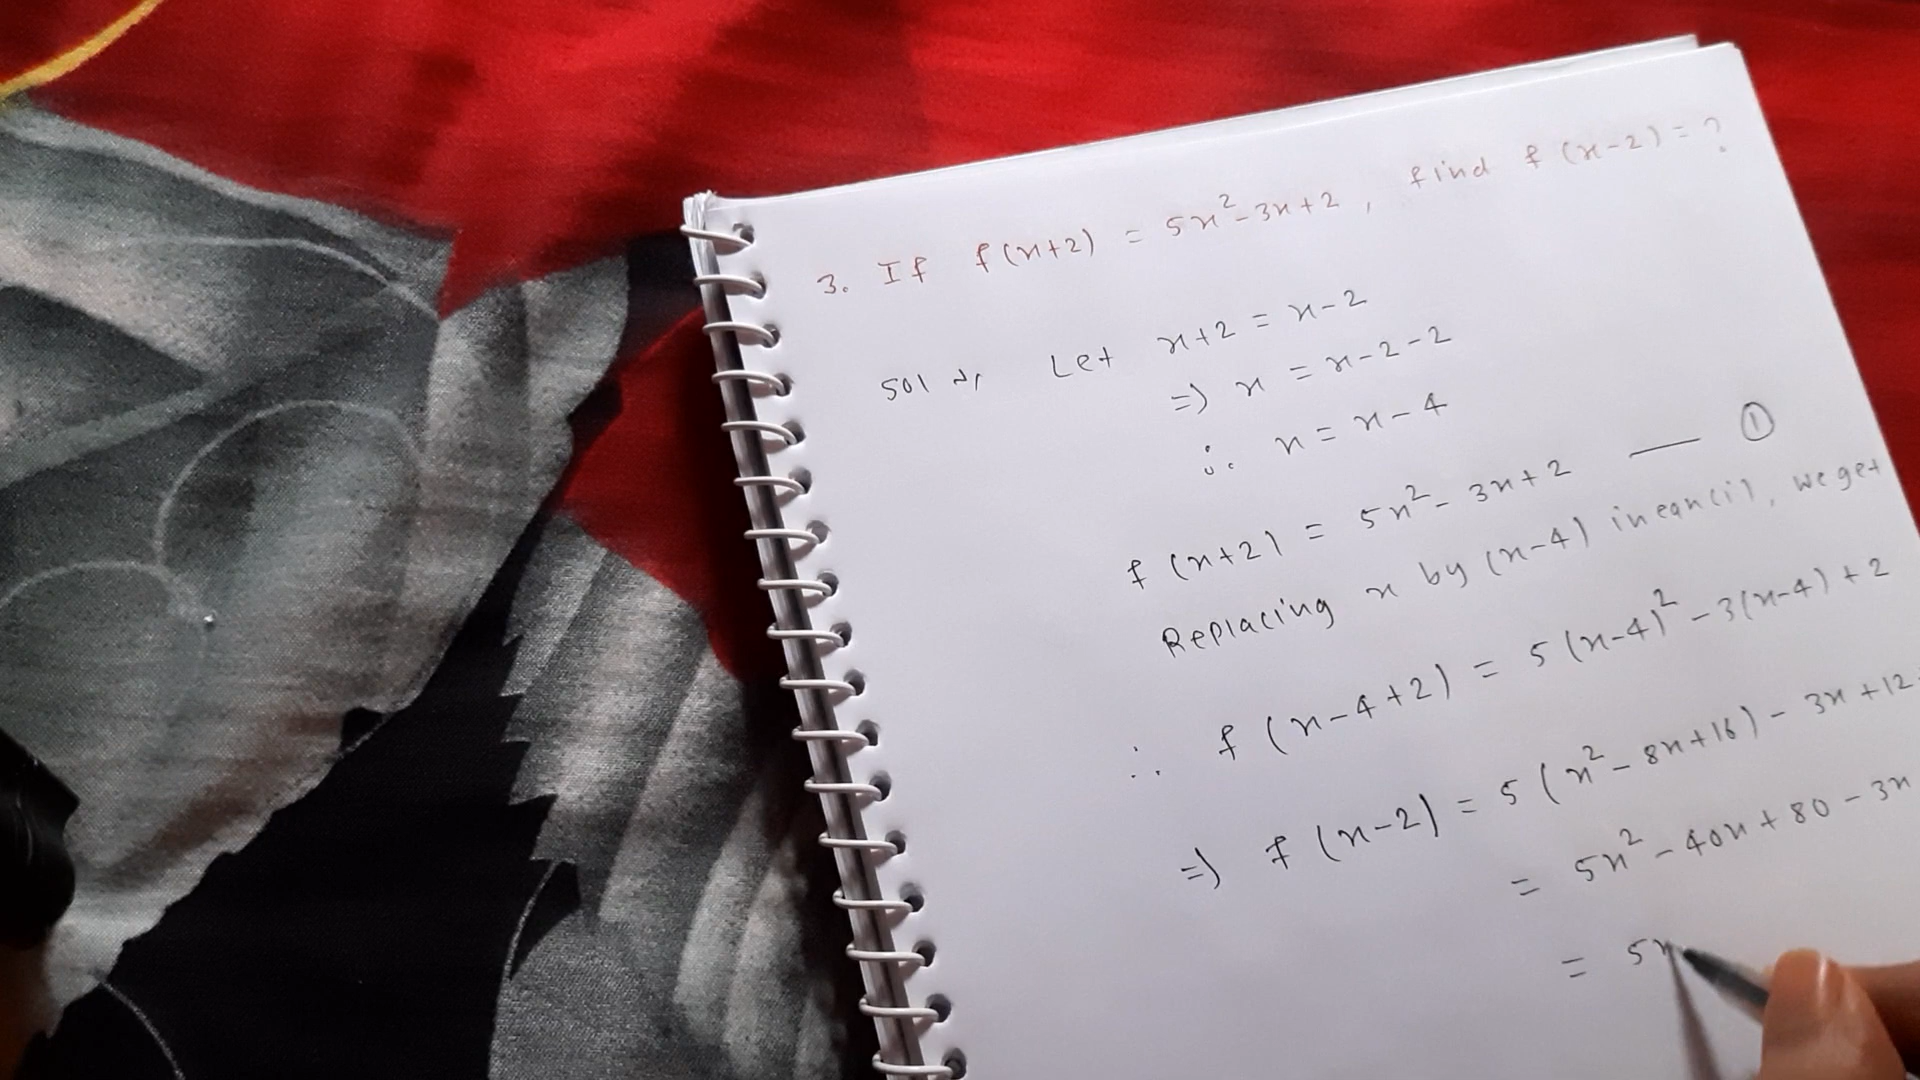 3. If f(x+2) = 5x²-3x+2, find f(x-2) = ?
Let x+2 = x-2
=) x = x-2-2
∴ x = x-4
f(x+2) = 5x²-3x+2 —— ①
Replacing x by (x-4) in eqn(i), we get
∴ f(x-4+2) = 5(x-4)²-3(x-4)+2
=) f(x-2) = 5(x²-8x+16)-3x+12
= 5x²-40x+80-3x
= 5x